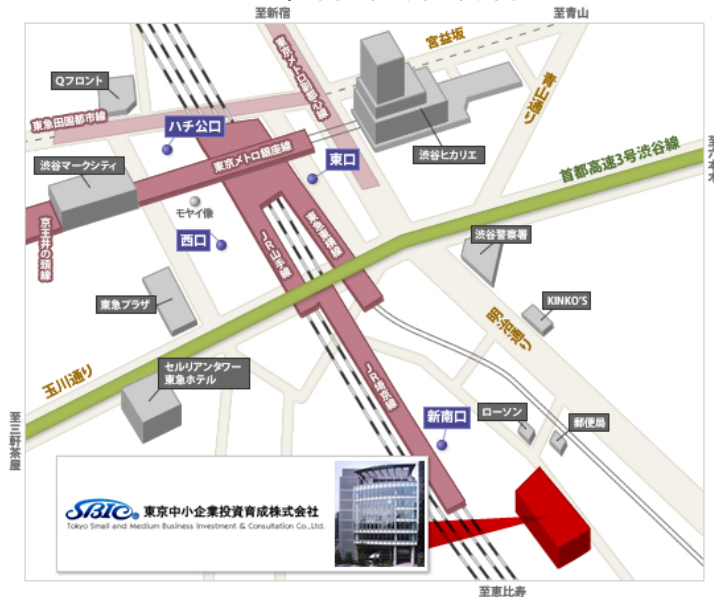 至新宿
至青山
宮益坂
東京メトロ副都心線
青山通り
Qフロント
東急田園都市線
ハチ公口
東京メトロ銀座線
東口
渋谷ヒカリエ
首都高速3号渋谷線
至六本木
渋谷マークシティ
モヤイ像
京王井の頭線
西口
JR山手線
東急東横線
渋谷警察署
東急プラザ
KINKO'S
明治通り
玉川通り
セルリアンタワー
東急ホテル
JR埼京線
至三軒茶屋
新南口
ローソン
郵便局
SBIC 東京中小企業投資育成株式会社
Tokyo Small and Medium Business Investment & Consultation Co.,Ltd.
至恵比寿